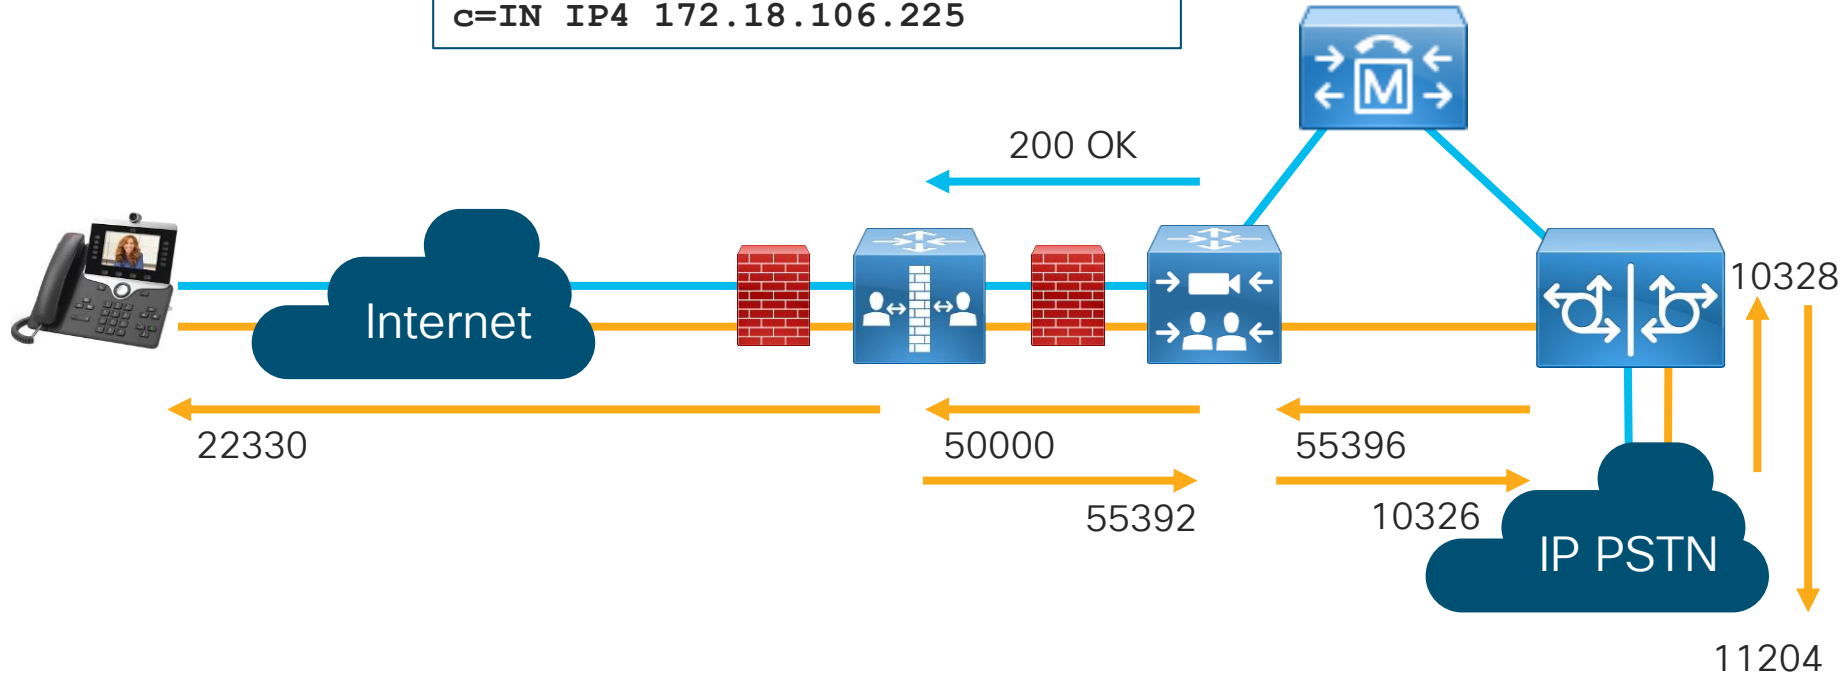 c=IN IP4 172.18.106.225
M
200 OK
10328
Internet
22330
50000
55396
55392
10326
IP PSTN
11204